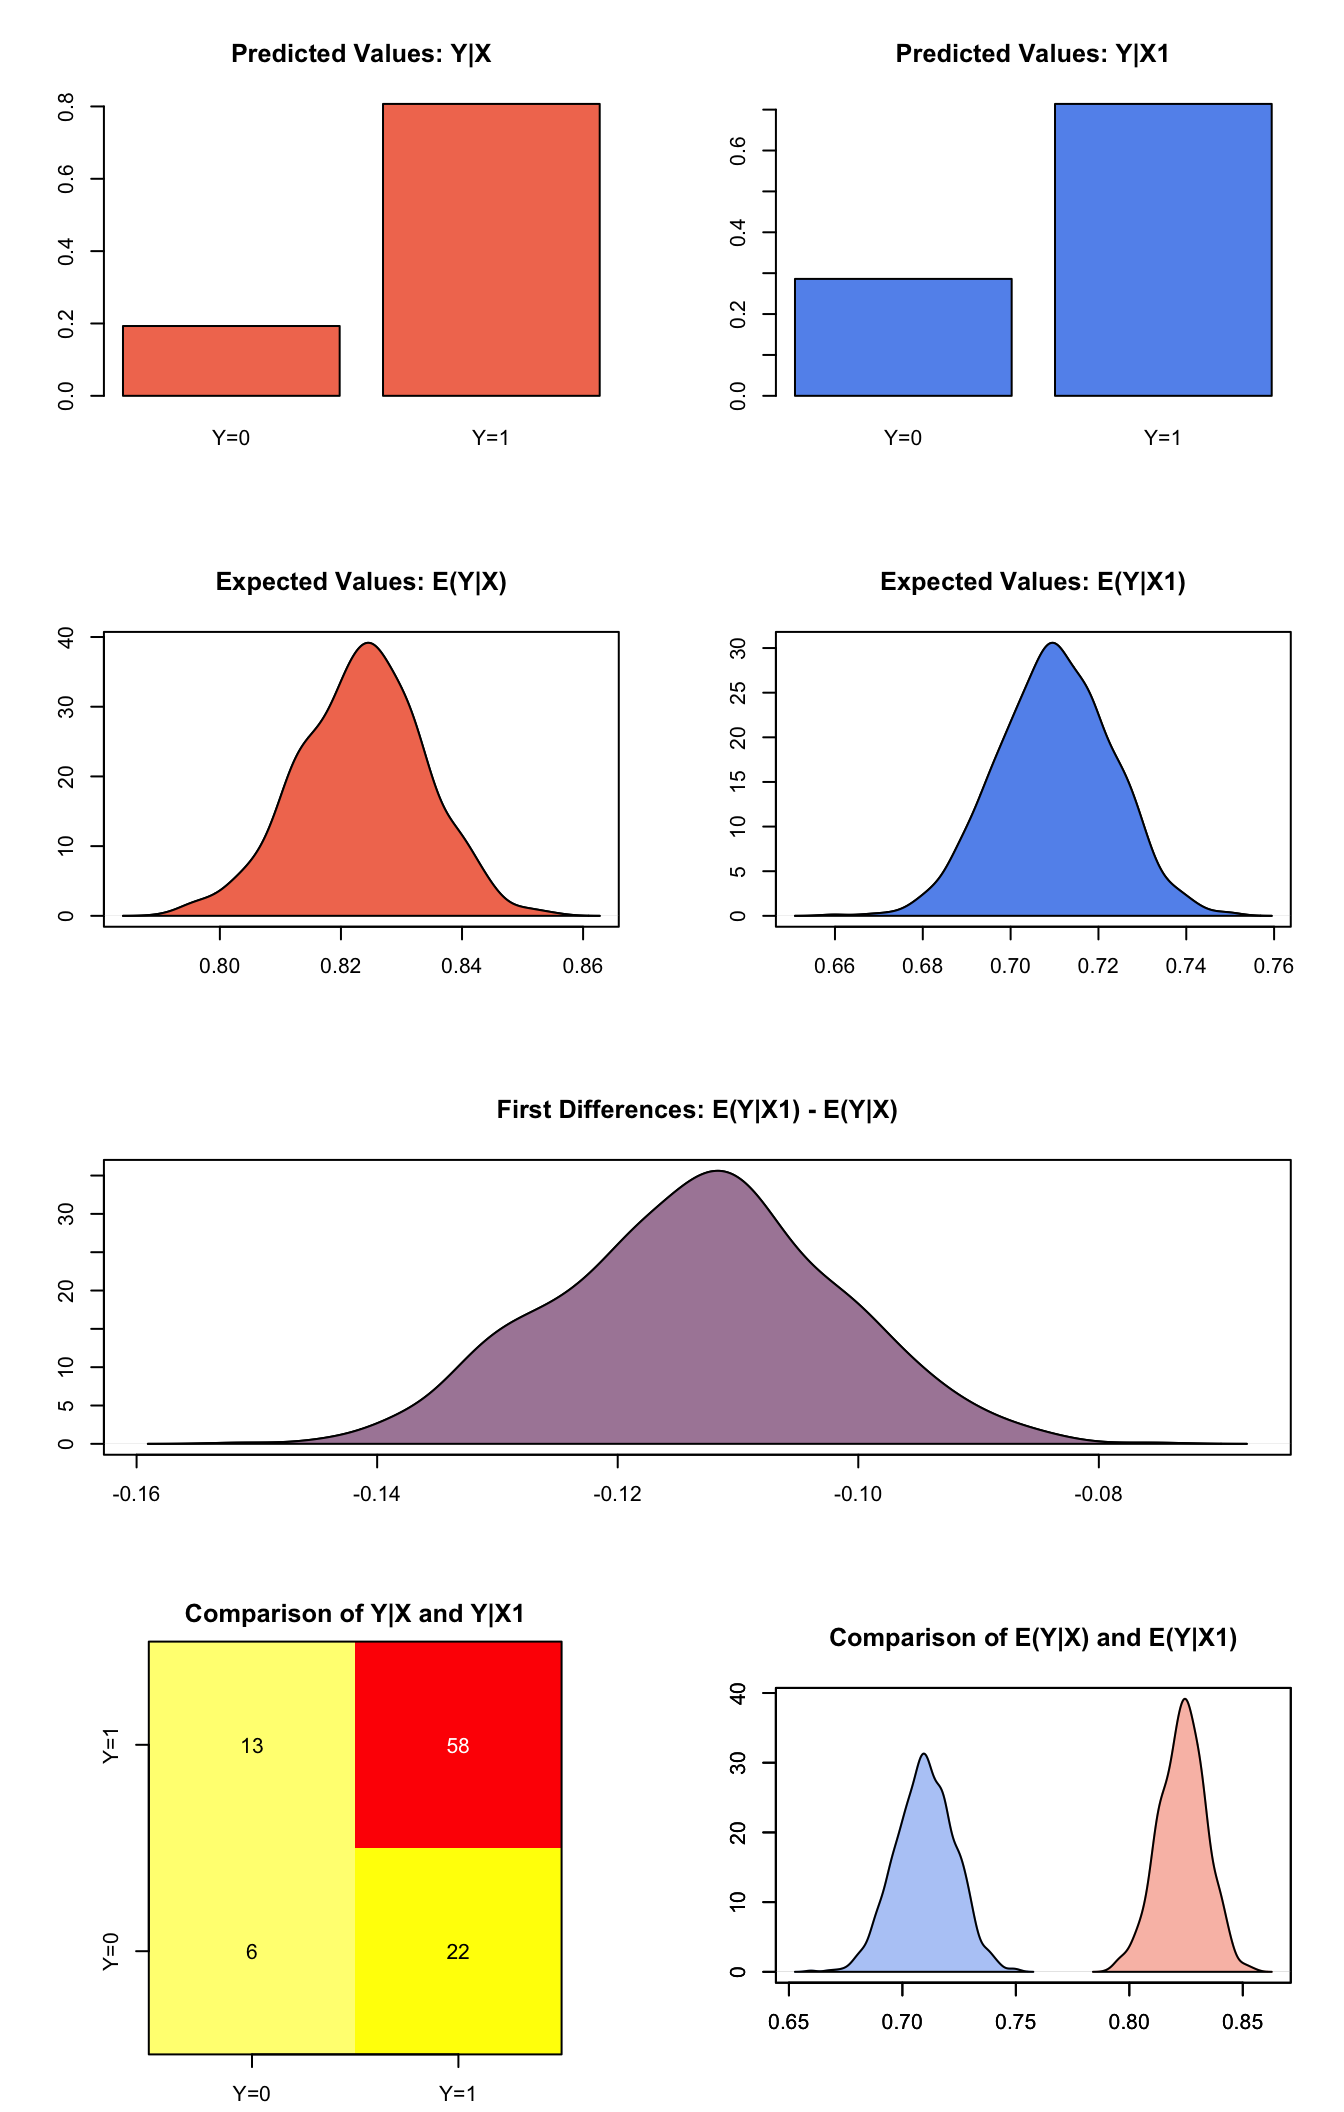 Predicted Values: Y|X
0.8
0.6
0.4
0.2
0.0
Y=0 Y=1
Predicted Values: Y|X1
0.6
0.4
0.2
0.0
Y=0 Y=1
Expected Values: E(Y|X)
40
30
20
10
0
0.80 0.82 0.84 0.86
Expected Values: E(Y|X1)
30
25
20
15
10
5
0
0.66 0.68 0.70 0.72 0.74 0.76
First Differences: E(Y|X1) - E(Y|X)
30
20
10
5
0
-0.16 -0.14 -0.12 -0.10 -0.08
Comparison of Y|X and Y|X1
Y=1
13 58
Y=0
6 22
Y=0 Y=1
Comparison of E(Y|X) and E(Y|X1)
40
30
20
10
0
0.65 0.70 0.75 0.80 0.85